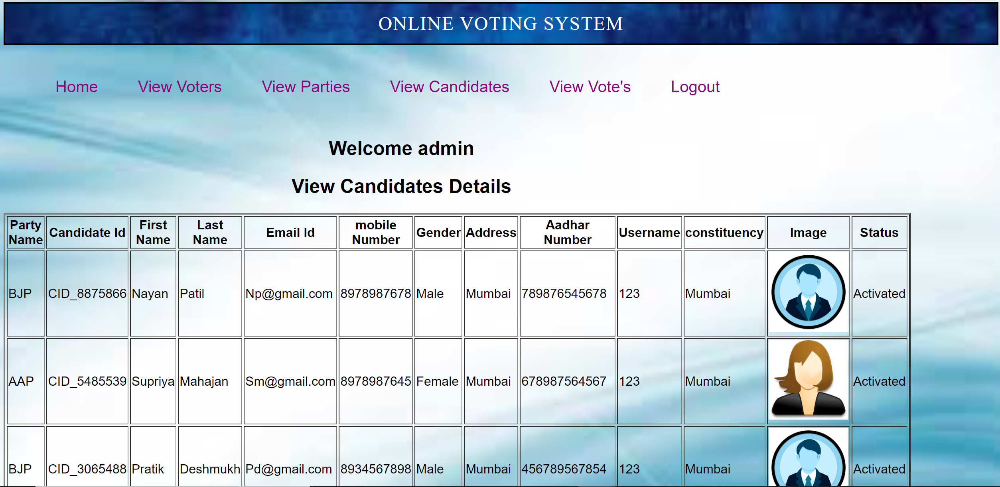 ONLINE VOTING SYSTEM
Home View Voters View Parties View Candidates View Vote's Logout
Welcome admin
View Candidates Details
Party Name Candidate Id First Name Last Name Email Id mobile Number Gender Address Aadhar Number Username constituency Image Status
BJP CID_8875866 Nayan Patil Np@gmail.com 8978987678 Male Mumbai 789876545678 123 Mumbai Activated
AAP CID_5485539 Supriya Mahajan Sm@gmail.com 8978987645 Female Mumbai 678987564567 123 Mumbai Activated
BJP CID_3065488 Pratik Deshmukh Pd@gmail.com 8934567898 Male Mumbai 456789567854 123 Mumbai Activated